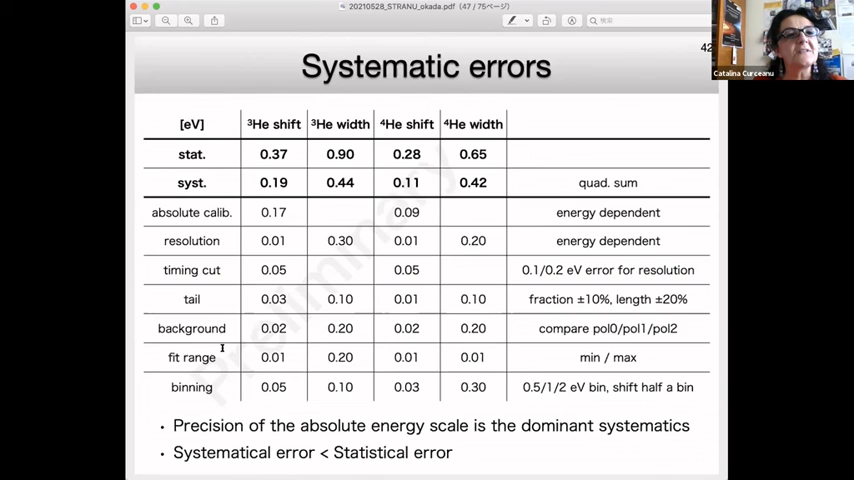 20210528_STRANU_okada.pdf (47 / 75ページ)
検索
42
Catalina Curceanu
Systematic errors
[eV] ³He shift ³He width ⁴He shift ⁴He width
stat. 0.37 0.90 0.28 0.65
syst. 0.19 0.44 0.11 0.42 quad. sum
absolute calib. 0.17 0.09 energy dependent
resolution 0.01 0.30 0.01 0.20 energy dependent
timing cut 0.05 0.05 0.1/0.2 eV error for resolution
tail 0.03 0.10 0.01 0.10 fraction ±10%, length ±20%
background 0.02 0.20 0.02 0.20 compare pol0/pol1/pol2
fit range 0.01 0.20 0.01 0.01 min / max
binning 0.05 0.10 0.03 0.30 0.5/1/2 eV bin, shift half a bin
Preliminary
・ Precision of the absolute energy scale is the dominant systematics
・ Systematical error < Statistical error